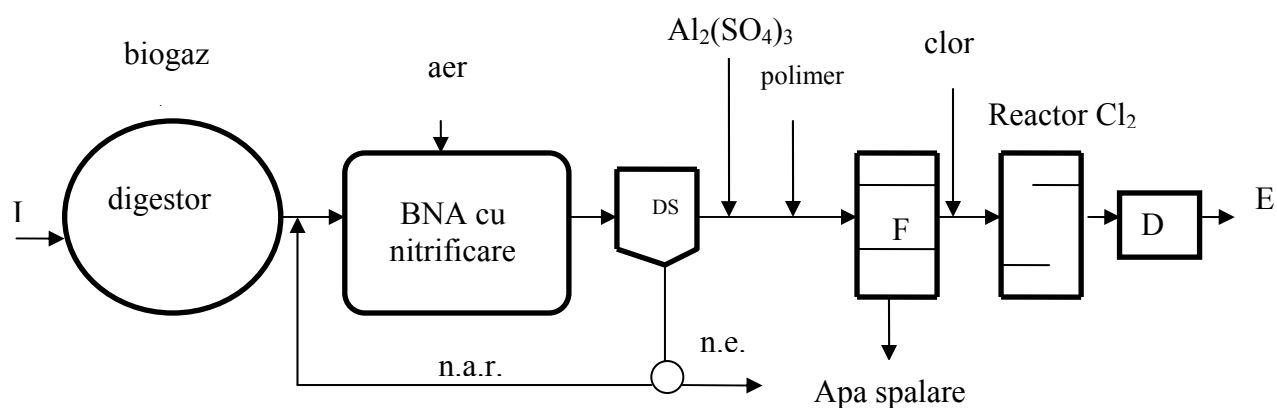 Al₂(SO₄)₃
biogaz
clor
aer
polimer
Reactor Cl₂
I
digestor
BNA cu
nitrificare
DS
F
D
E
n.a.r.
n.e.
Apa spalare